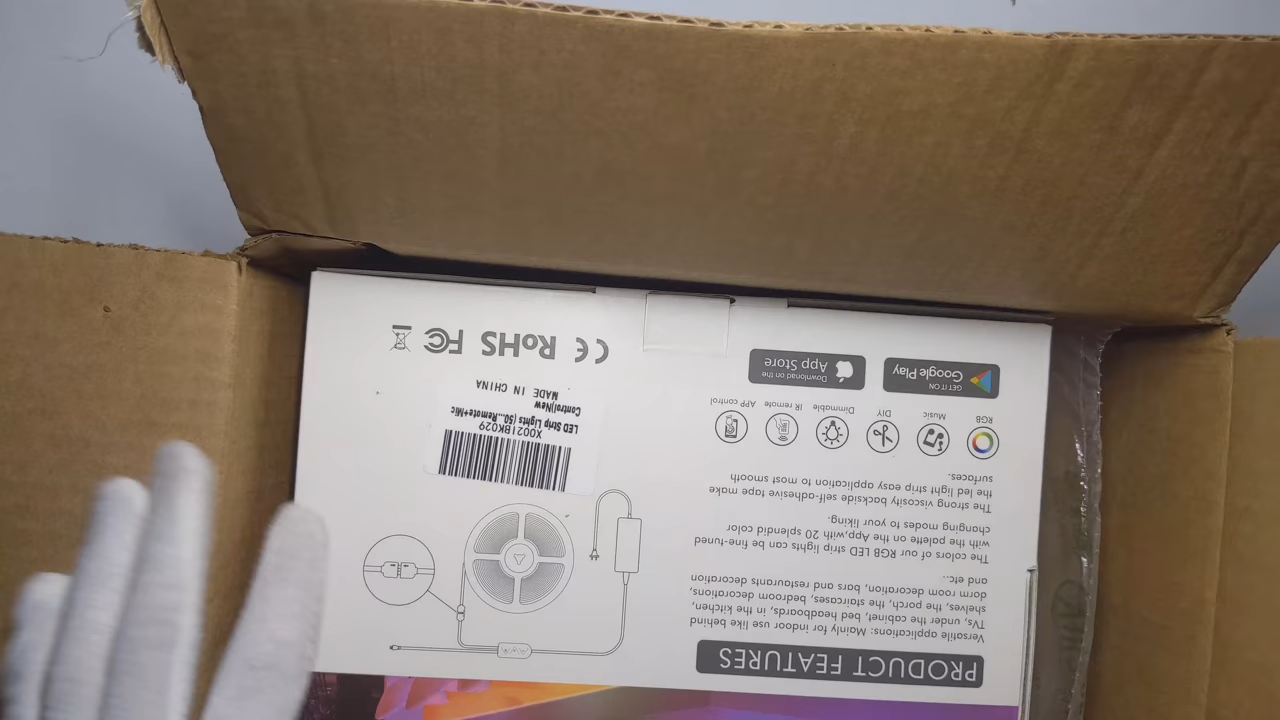 PRODUCT FEATURES
Versatile applications: Mainly for indoor use like behind
TVs, under the cabinet, bed headboards, in the kitchen,
shelves, the porch, the staircases, bedroom decorations,
dorm room decoration, bars and restaurants decoration
and etc..
The colors of our RGB LED strip lights can be fine-tuned
with the palette on the App,with 20 splendid color
changing modes to your liking.
The strong viscosity backside self-adhesive tape make
the led light strip easy application to most smooth
surfaces.
RGB
Music
DIY
Dimmable
IR remote
APP control
GET IT ON
Google Play
Downlonad on the
App Store
X0021BK029
LED Strip Lights (50...Remote+Mic
Control)New
MADE IN CHINA
CE RoHS FC